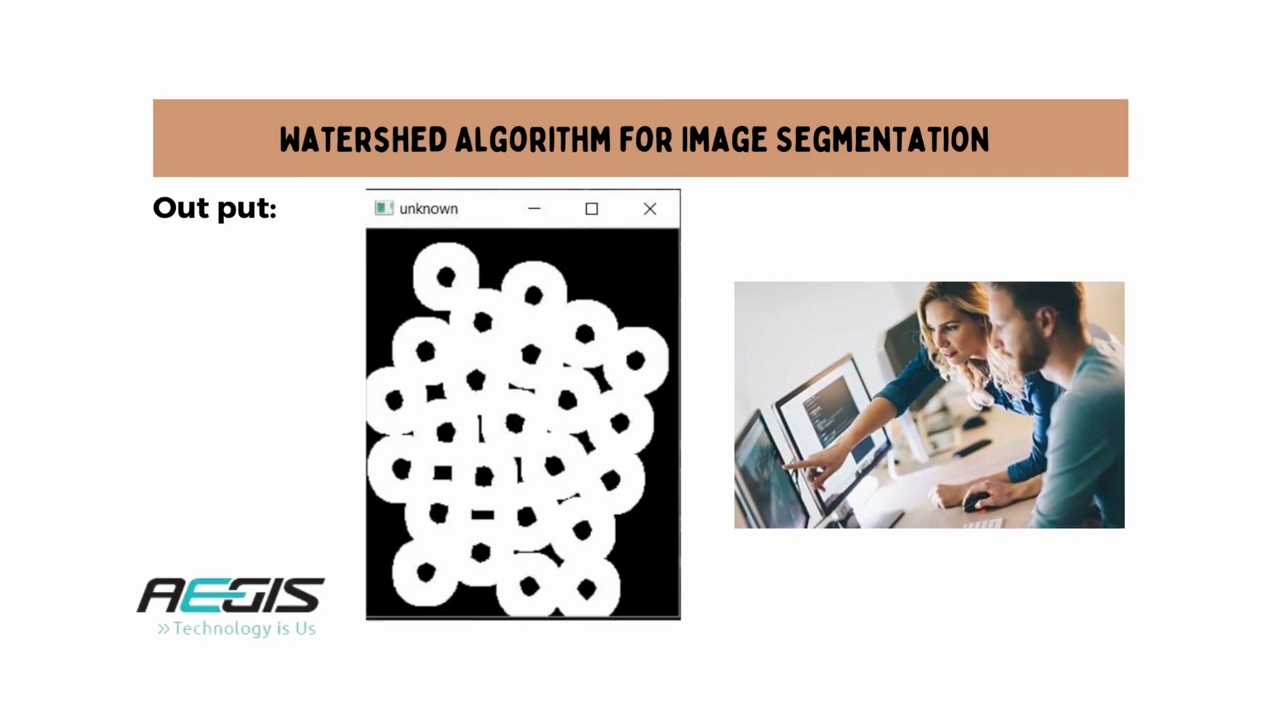 WATERSHED ALGORITHM FOR IMAGE SEGMENTATION
Out put:
unknown
AEGIS
»Technology is Us